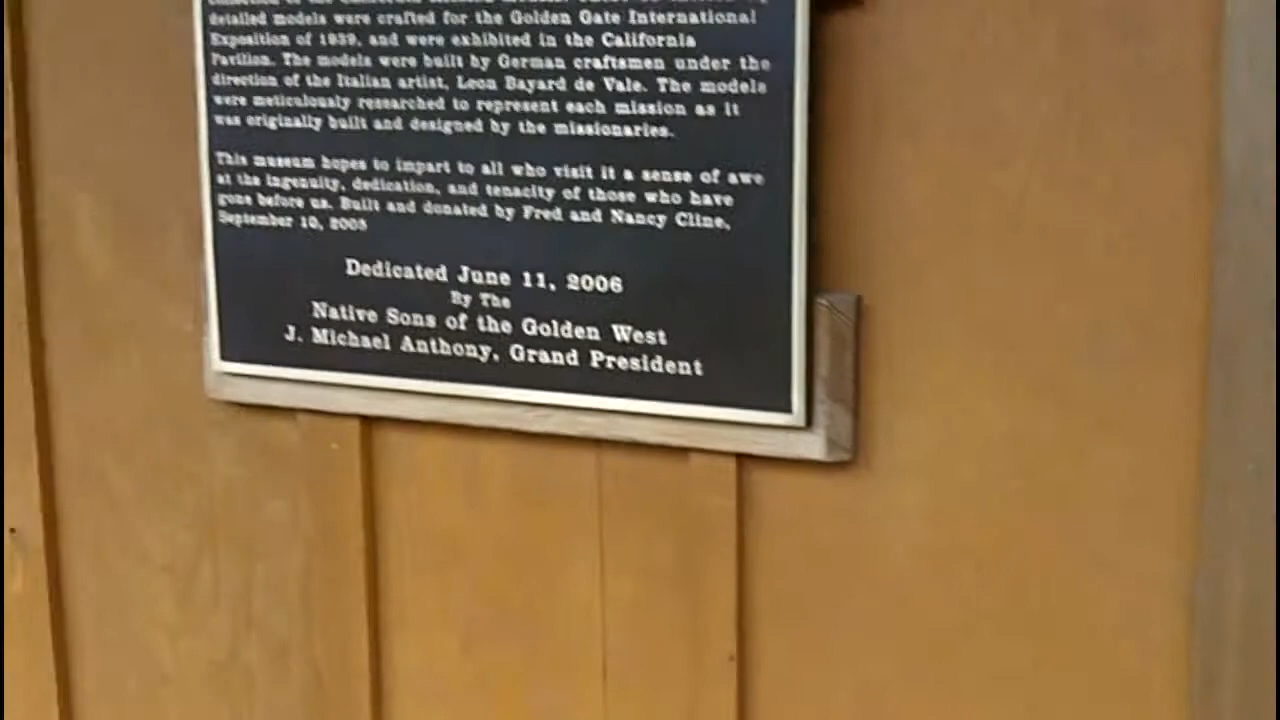 detailed models were crafted for the Golden Gate International
Exposition of 1939, and were exhibited in the California
Pavilion. The models were built by German craftsmen under the
direction of the Italian artist, Leon Bayard de Vale. The models
were meticulously researched to represent each mission as it
was originally built and designed by the missionaries.
This museum hopes to impart to all who visit it a sense of awe
at the ingenuity, dedication, and tenacity of those who have
gone before us. Built and donated by Fred and Nancy Cline,
September 10, 2005
Dedicated June 11, 2006
By The
Native Sons of the Golden West
J. Michael Anthony, Grand President